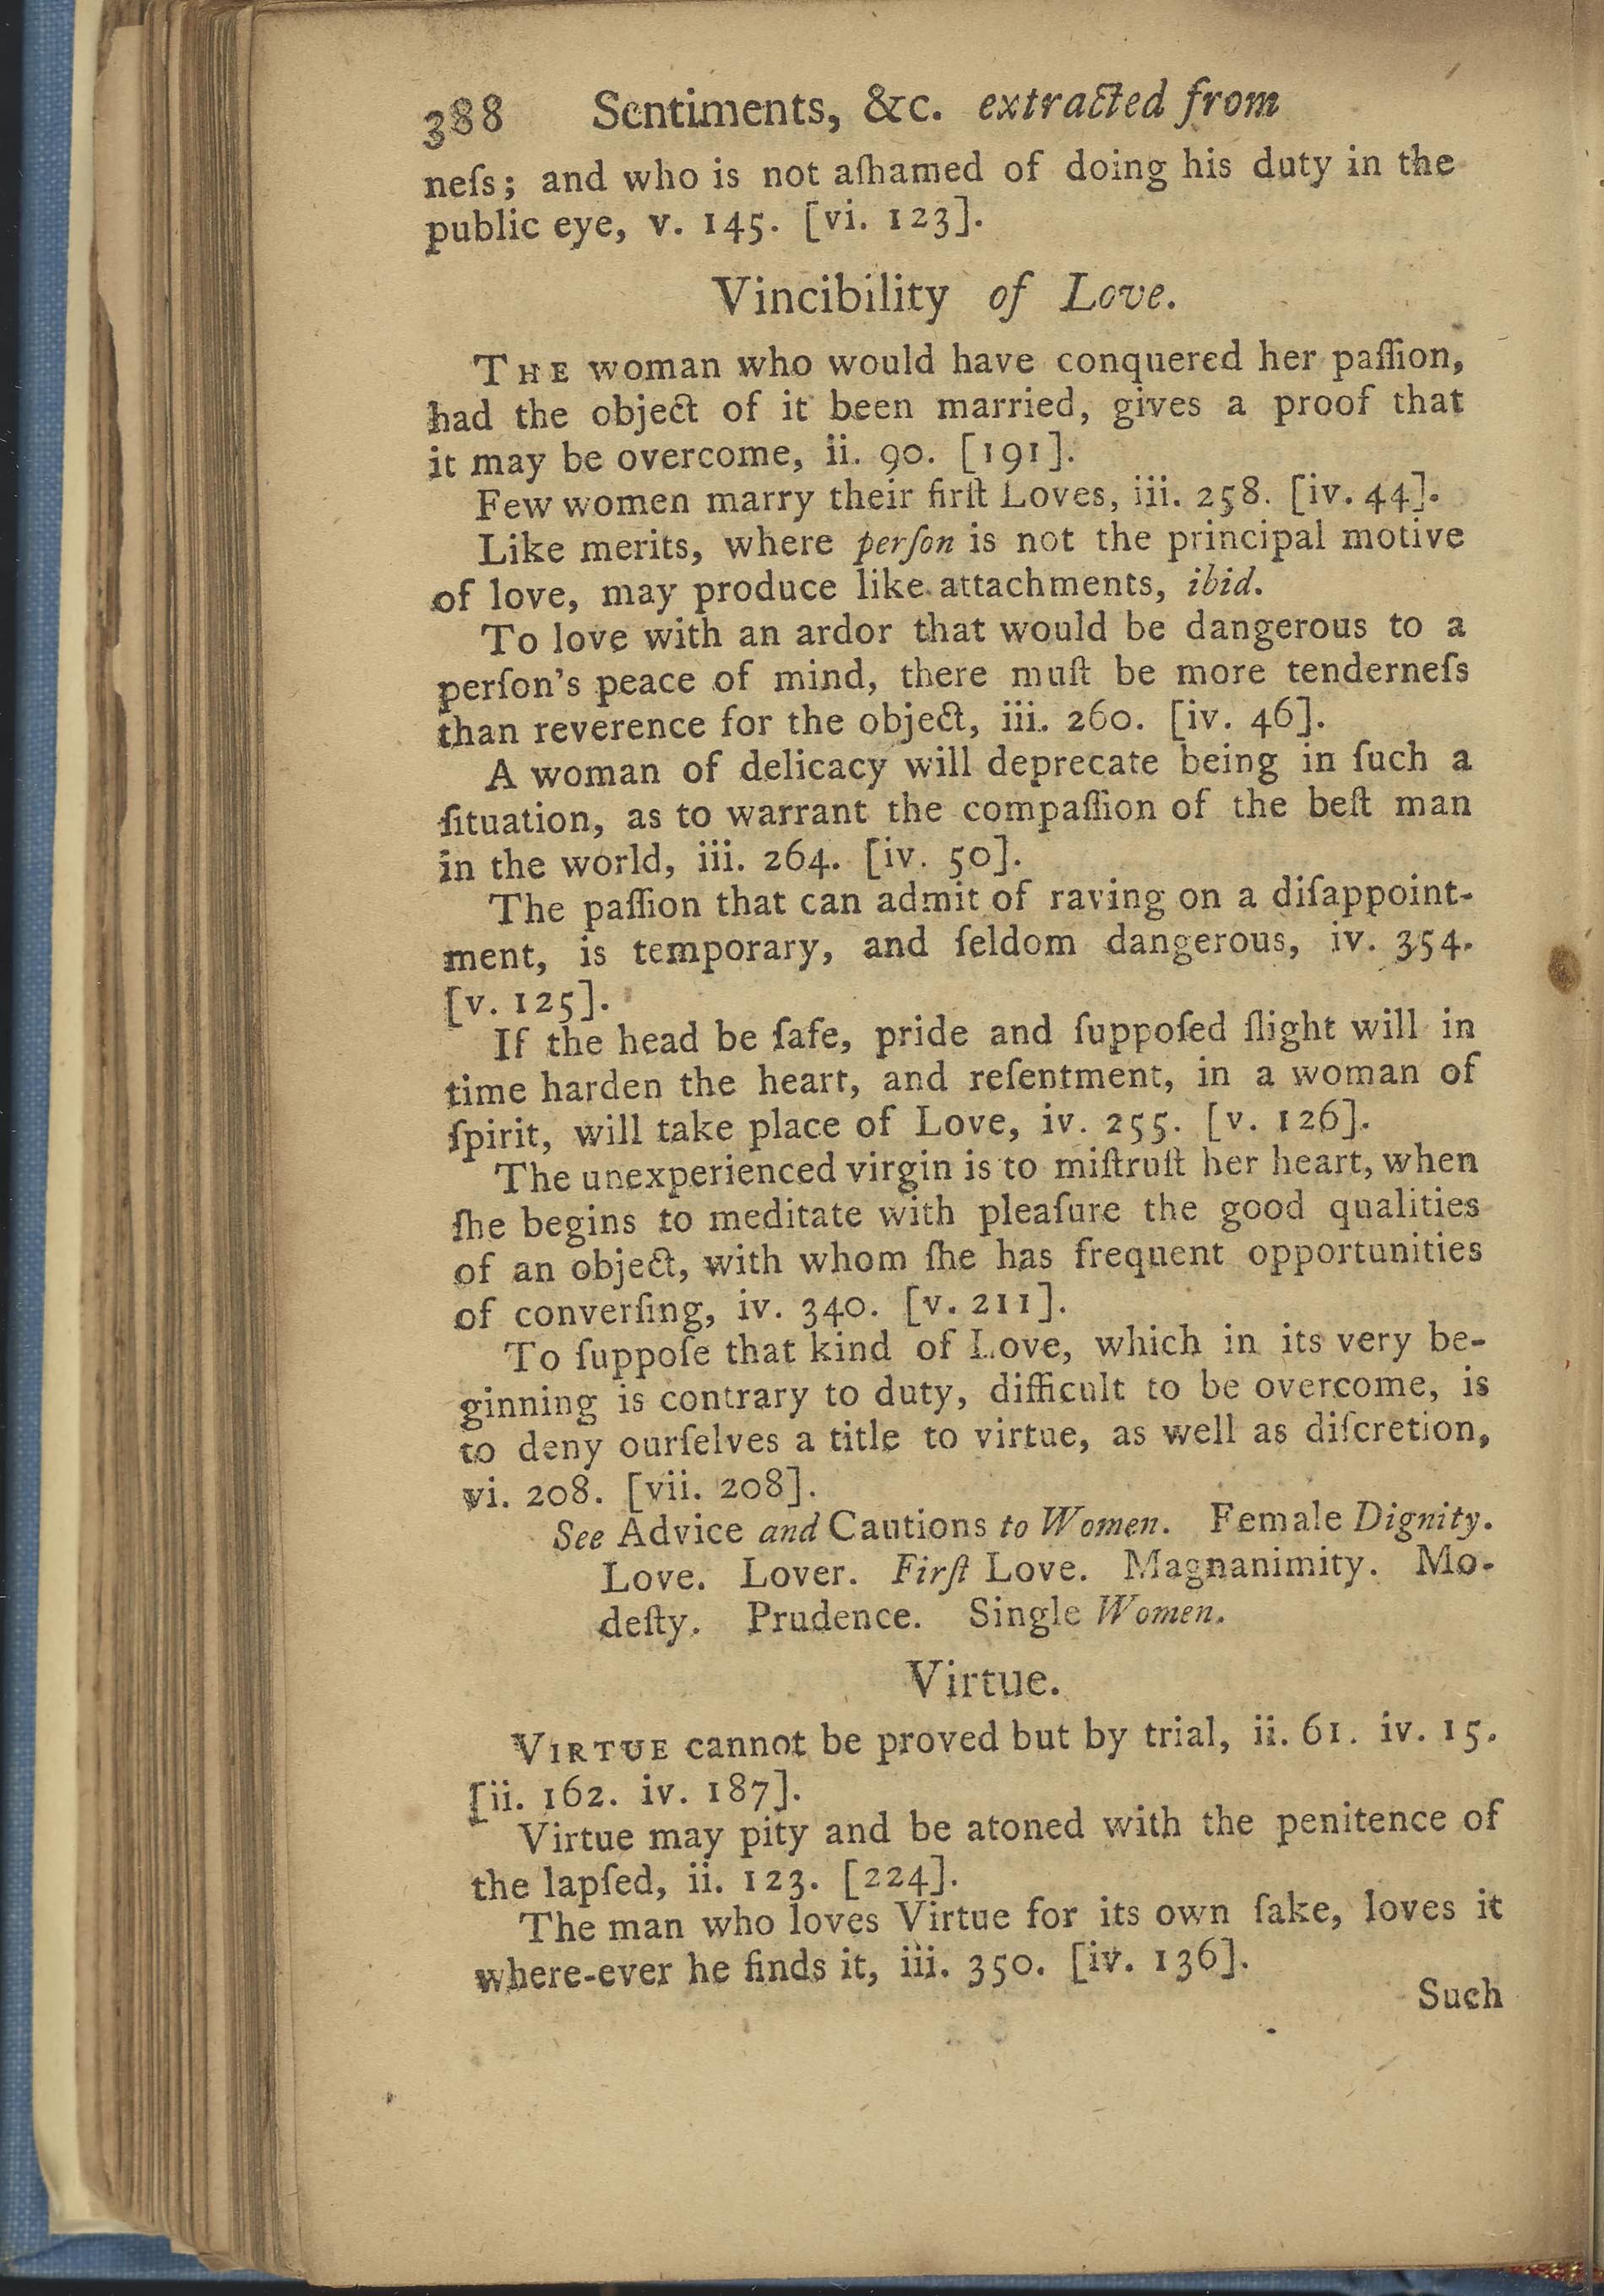 388 Sentiments, &c. extracted from
neſs; and who is not aſhamed of doing his duty in the
public eye, v. 145. [vi. 123].
Vincibility of Love.
THE woman who would have conquered her paſſion,
had the object of it been married, gives a proof that
it may be overcome, ii. 90. [191].
Few women marry their firſt Loves, iii. 258. [iv. 44].
Like merits, where perſon is not the principal motive
of love, may produce like attachments, ibid.
To love with an ardor that would be dangerous to a
perſon's peace of mind, there muſt be more tenderneſs
than reverence for the object, iii. 260. [iv. 46].
A woman of delicacy will deprecate being in ſuch a
ſituation, as to warrant the compaſſion of the beſt man
in the world, iii. 264. [iv. 50].
The paſſion that can admit of raving on a diſappoint-
ment, is temporary, and ſeldom dangerous, iv. 354.
[v. 125].
If the head be ſafe, pride and ſuppoſed ſlight will in
time harden the heart, and reſentment, in a woman of
ſpirit, will take place of Love, iv. 255. [v. 126].
The unexperienced virgin is to miſtruſt her heart, when
ſhe begins to meditate with pleaſure the good qualities
of an object, with whom ſhe has frequent opportunities
of converſing, iv. 340. [v. 211].
To ſuppoſe that kind of Love, which in its very be-
ginning is contrary to duty, difficult to be overcome, is
to deny ourſelves a title to virtue, as well as diſcretion,
vi. 208. [vii. 208].
See Advice and Cautions to Women. Female Dignity.
Love. Lover. Firſt Love. Magnanimity. Mo-
deſty. Prudence. Single Women.
Virtue.
VIRTUE cannot be proved but by trial, ii. 61. iv. 15.
[ii. 162. iv. 187].
Virtue may pity and be atoned with the penitence of
the lapſed, ii. 123. [224].
The man who loves Virtue for its own ſake, loves it
where-ever he finds it, iii. 350. [iv. 136].
Such